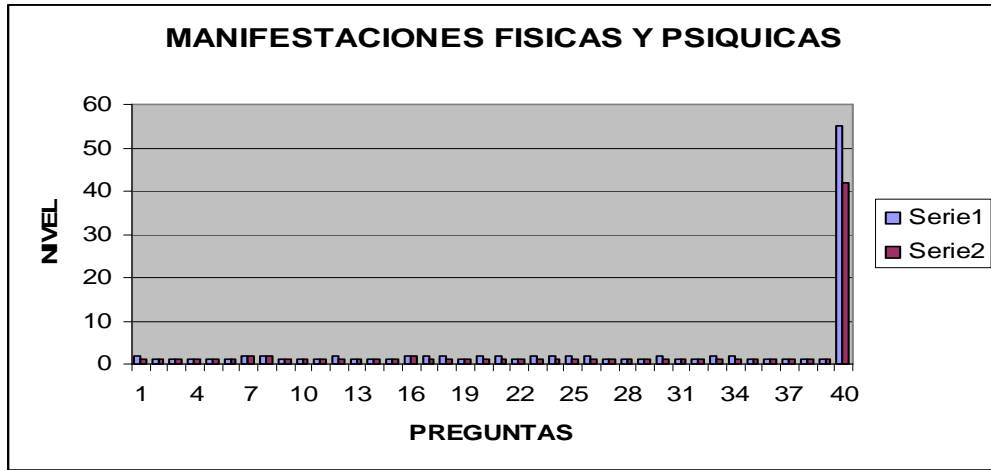 MANIFESTACIONES FISICAS Y PSIQUICAS
60
50
40
30
20
10
0
NIVEL
1 4 7 10 13 16 19 22 25 28 31 34 37 40
PREGUNTAS
Serie1
Serie2